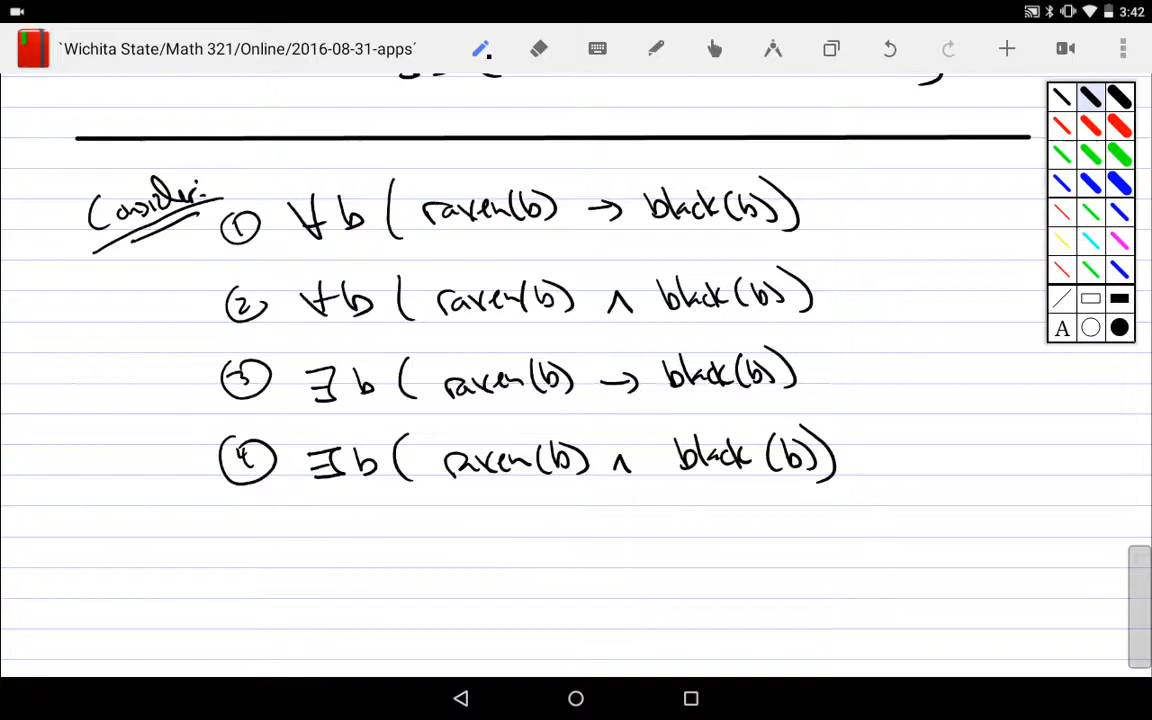 3:42
`Wichita State/Math 321/Online/2016-08-31-apps´
Consider: ① ∀b (raven(b) → black(b))
② ∀b (raven(b) ∧ black(b))
③ ∃b (raven(b) → black(b))
④ ∃b (raven(b) ∧ black(b))
A